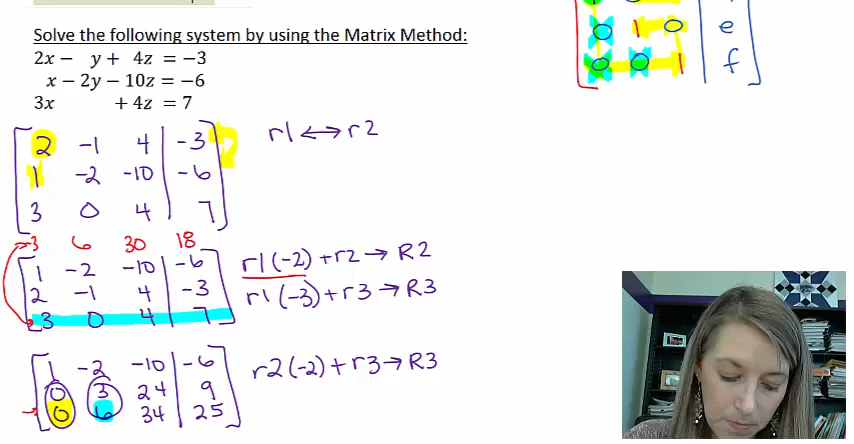 Solve the following system by using the Matrix Method:
2x − y + 4z = −3
x − 2y − 10z = −6
3x + 4z = 7
2 -1 4 | -3
1 -2 -10 | -6
3 0 4 | 7
r1 ↔ r2
-3 6 30 18
1 -2 -10 | -6
2 -1 4 | -3
3 0 4 | 7
r1(-2) + r2 → R2
r1(-3) + r3 → R3
1 -2 -10 | -6
0 3 24 | 9
0 6 34 | 25
r2(-2) + r3 → R3
0 1 0 | e
0 0 1 | f